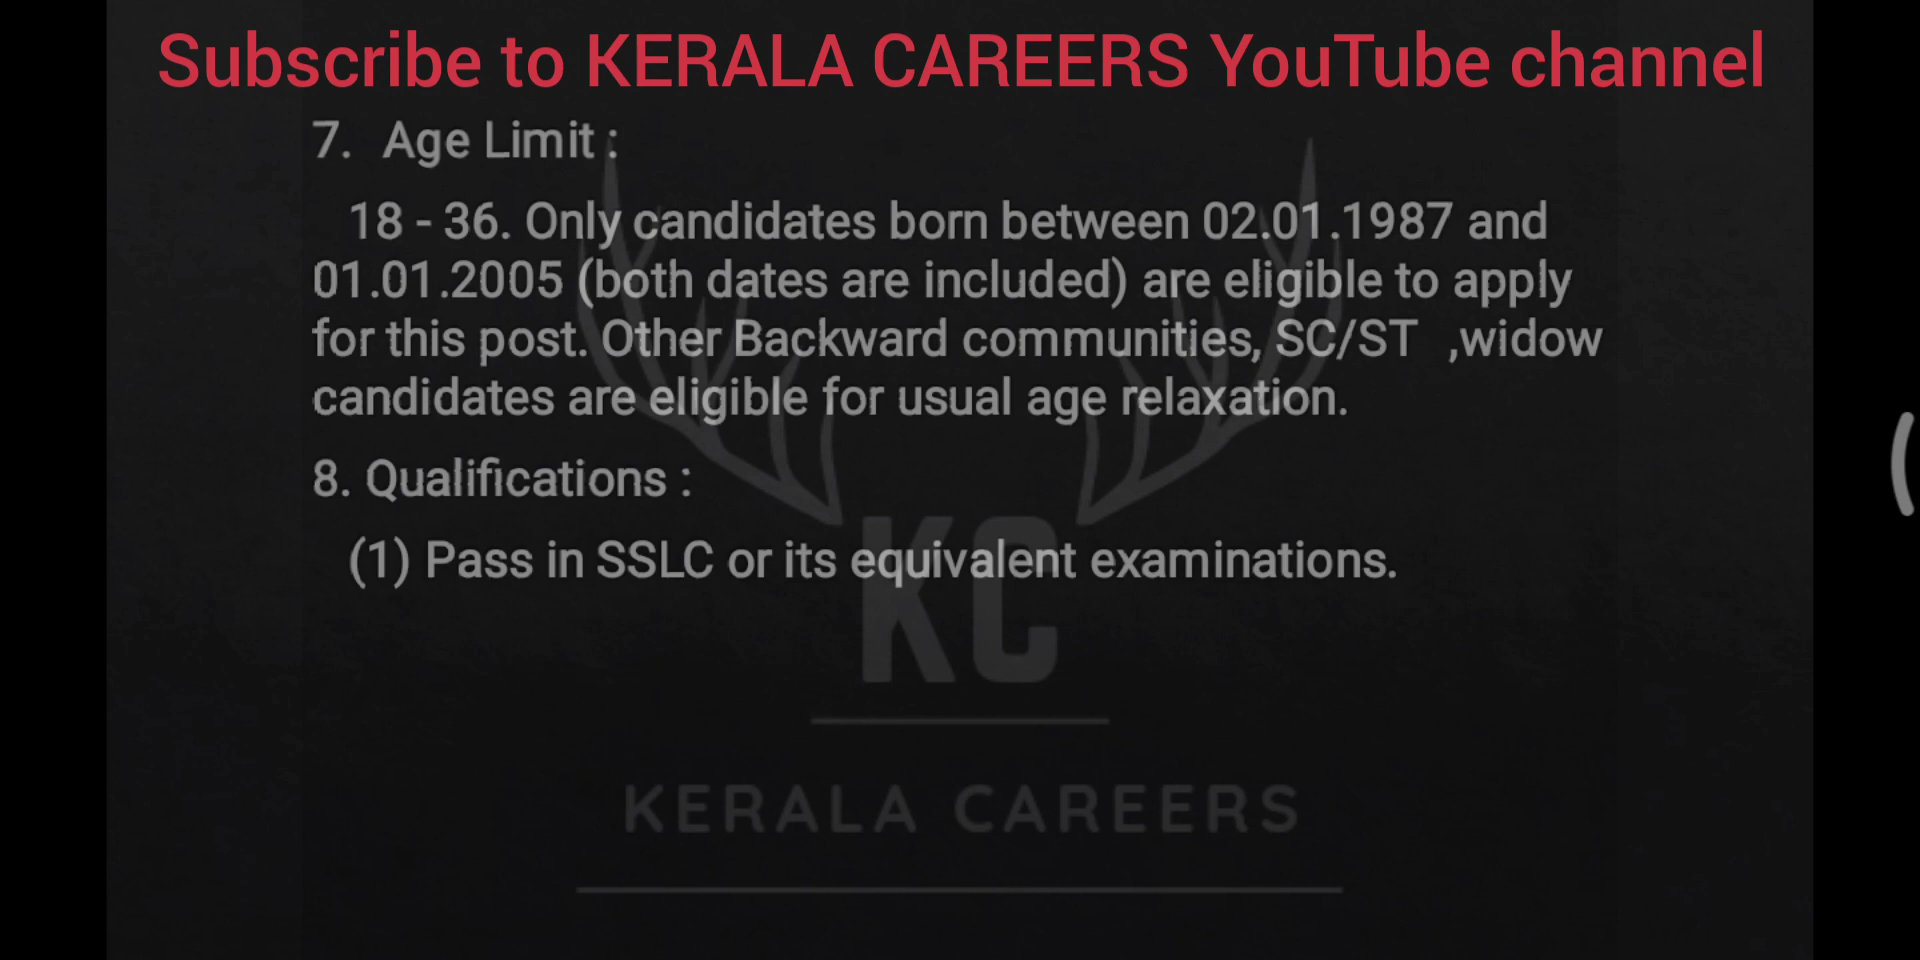 Subscribe to KERALA CAREERS YouTube channel
7. Age Limit :
18 - 36. Only candidates born between 02.01.1987 and
01.01.2005 (both dates are included) are eligible to apply
for this post. Other Backward communities, SC/ST ,widow
candidates are eligible for usual age relaxation.
8. Qualifications :
(1) Pass in SSLC or its equivalent examinations.
KC
KERALA CAREERS